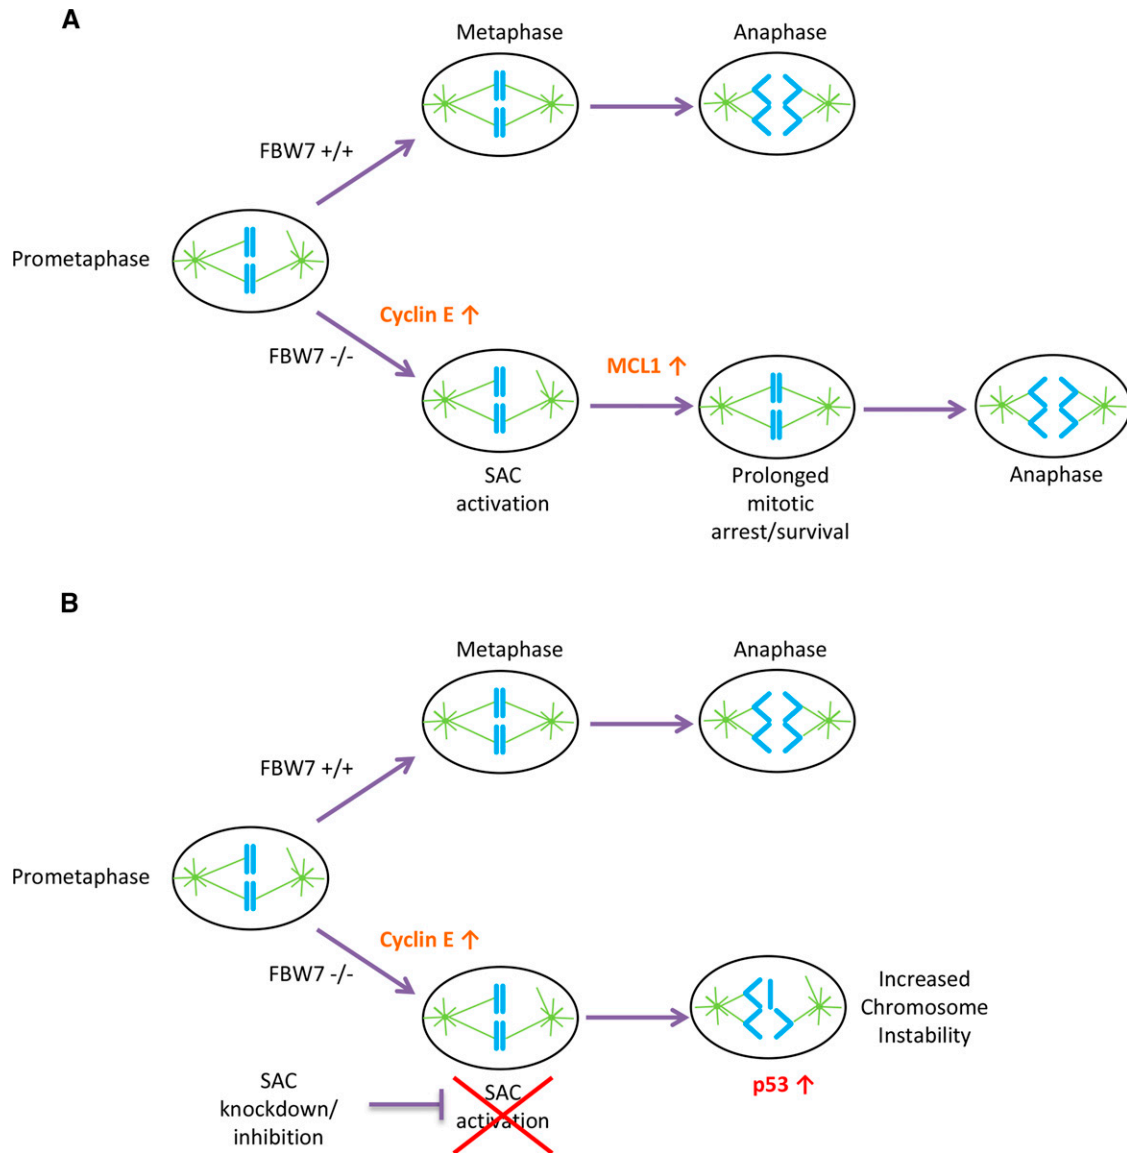 A
Metaphase
Anaphase
FBW7 +/+
Prometaphase
Cyclin E ↑
FBW7 -/-
MCL1 ↑
SAC
activation
Prolonged
mitotic
arrest/survival
Anaphase
B
Metaphase
Anaphase
FBW7 +/+
Prometaphase
Cyclin E ↑
FBW7 -/-
Increased
Chromosome
Instability
p53 ↑
SAC
knockdown/
inhibition
SAC
activation